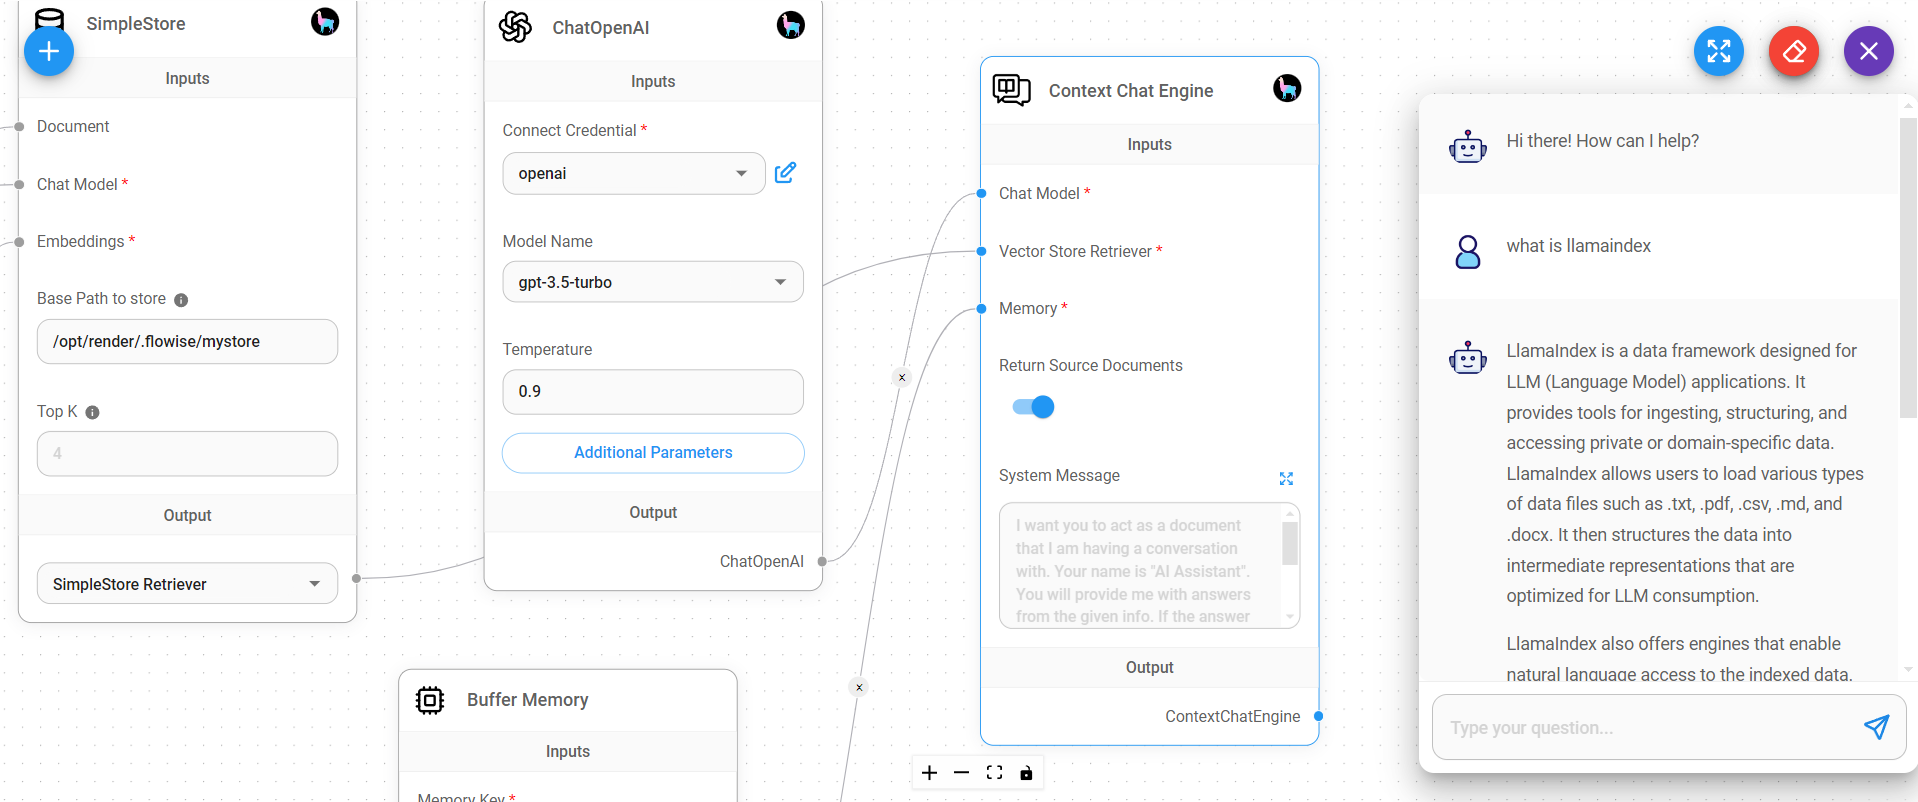 SimpleStore
Inputs
Document
Chat Model *
Embeddings *
Base Path to store
/opt/render/.flowise/mystore
Top K
4
Output
SimpleStore Retriever
ChatOpenAI
Inputs
Connect Credential *
openai
Model Name
gpt-3.5-turbo
Temperature
0.9
Additional Parameters
Output
ChatOpenAI
Buffer Memory
Inputs
Memory Key *
Context Chat Engine
Inputs
Chat Model *
Vector Store Retriever *
Memory *
Return Source Documents
System Message
I want you to act as a document
that I am having a conversation
with. Your name is "AI Assistant".
You will provide me with answers
from the given info. If the answer
Output
ContextChatEngine
Hi there! How can I help?
what is llamaindex
LlamaIndex is a data framework designed for
LLM (Language Model) applications. It
provides tools for ingesting, structuring, and
accessing private or domain-specific data.
LlamaIndex allows users to load various types
of data files such as .txt, .pdf, .csv, .md, and
.docx. It then structures the data into
intermediate representations that are
optimized for LLM consumption.
LlamaIndex also offers engines that enable
natural language access to the indexed data.
Type your question...